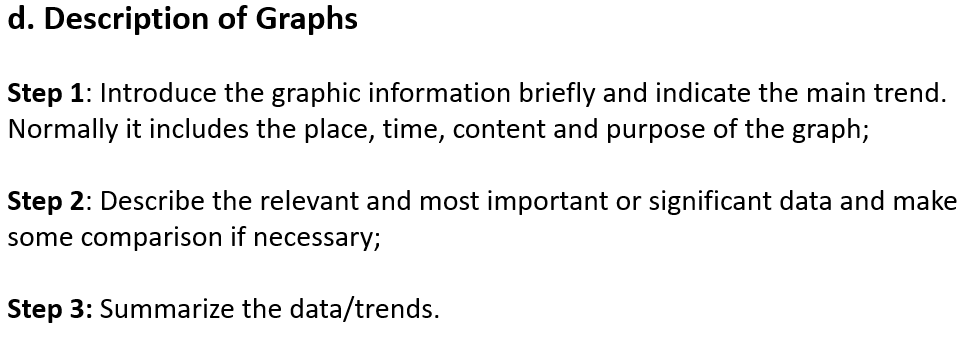 d. Description of Graphs
Step 1: Introduce the graphic information briefly and indicate the main trend.
Normally it includes the place, time, content and purpose of the graph;
Step 2: Describe the relevant and most important or significant data and make
some comparison if necessary;
Step 3: Summarize the data/trends.